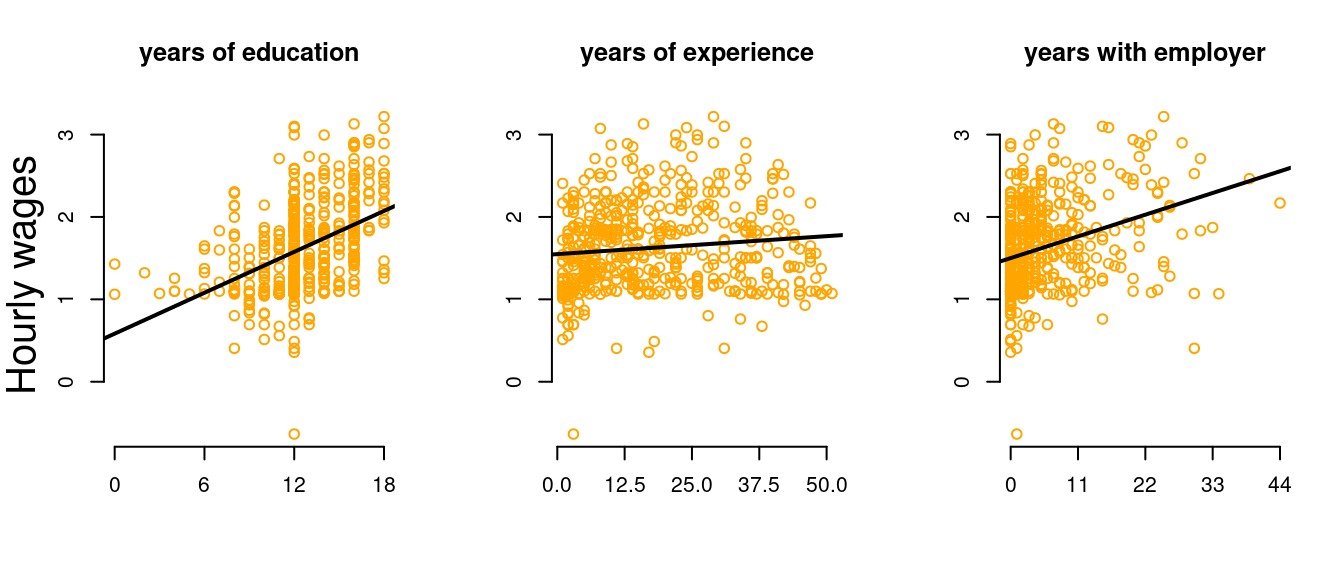 years of education
years of experience
years with employer
Hourly wages
3
2
1
0
0 6 12 18
3
2
1
0
0.0 12.5 25.0 37.5 50.0
3
2
1
0
0 11 22 33 44